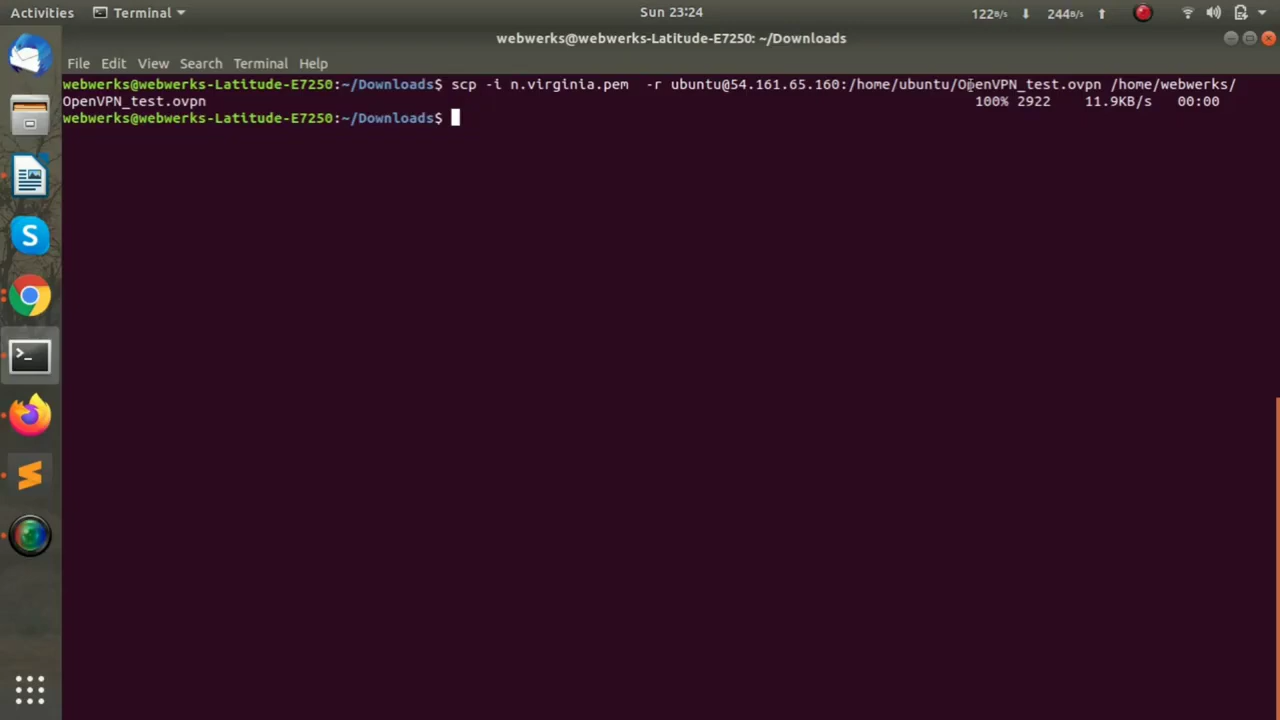 Activities Terminal Sun 23:24 122B/s 244B/s
webwerks@webwerks-Latitude-E7250: ~/Downloads
File Edit View Search Terminal Help
webwerks@webwerks-Latitude-E7250:~/Downloads$ scp -i n.virginia.pem  -r ubuntu@54.161.65.160:/home/ubuntu/OpenVPN_test.ovpn /home/webwerks/
OpenVPN_test.ovpn 100% 2922 11.9KB/s 00:00
webwerks@webwerks-Latitude-E7250:~/Downloads$